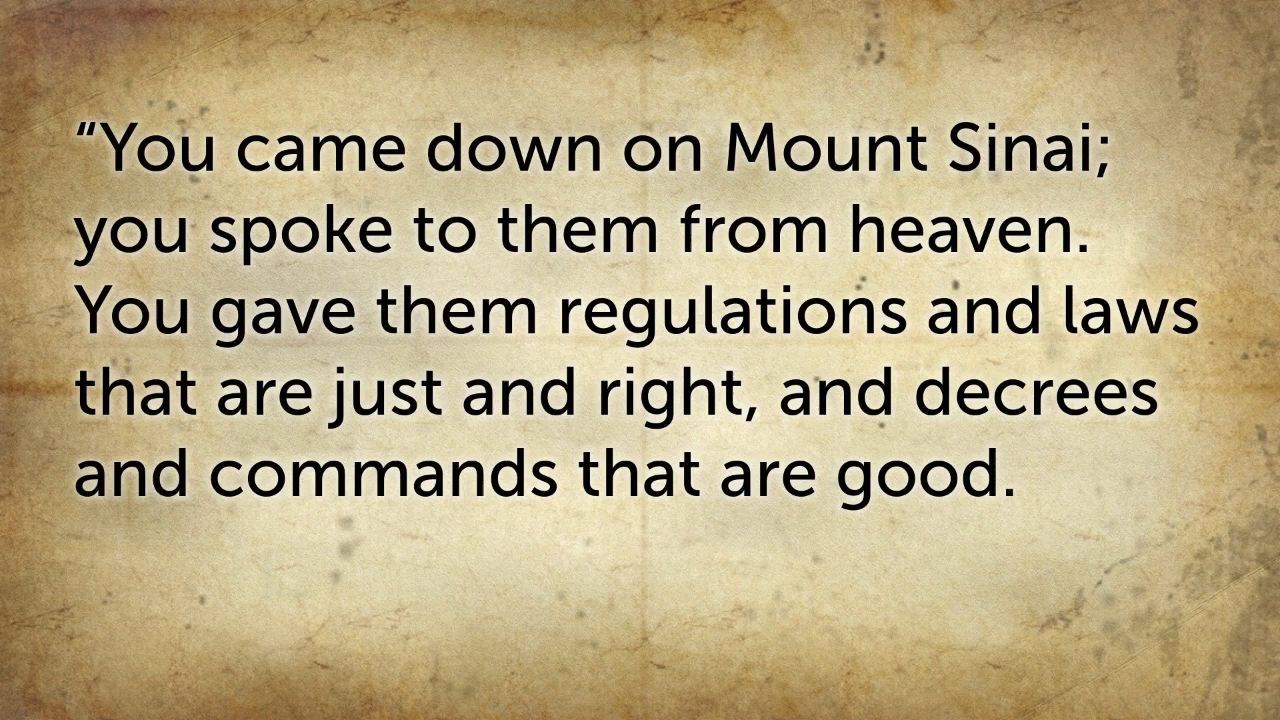 “You came down on Mount Sinai;
you spoke to them from heaven.
You gave them regulations and laws
that are just and right, and decrees
and commands that are good.